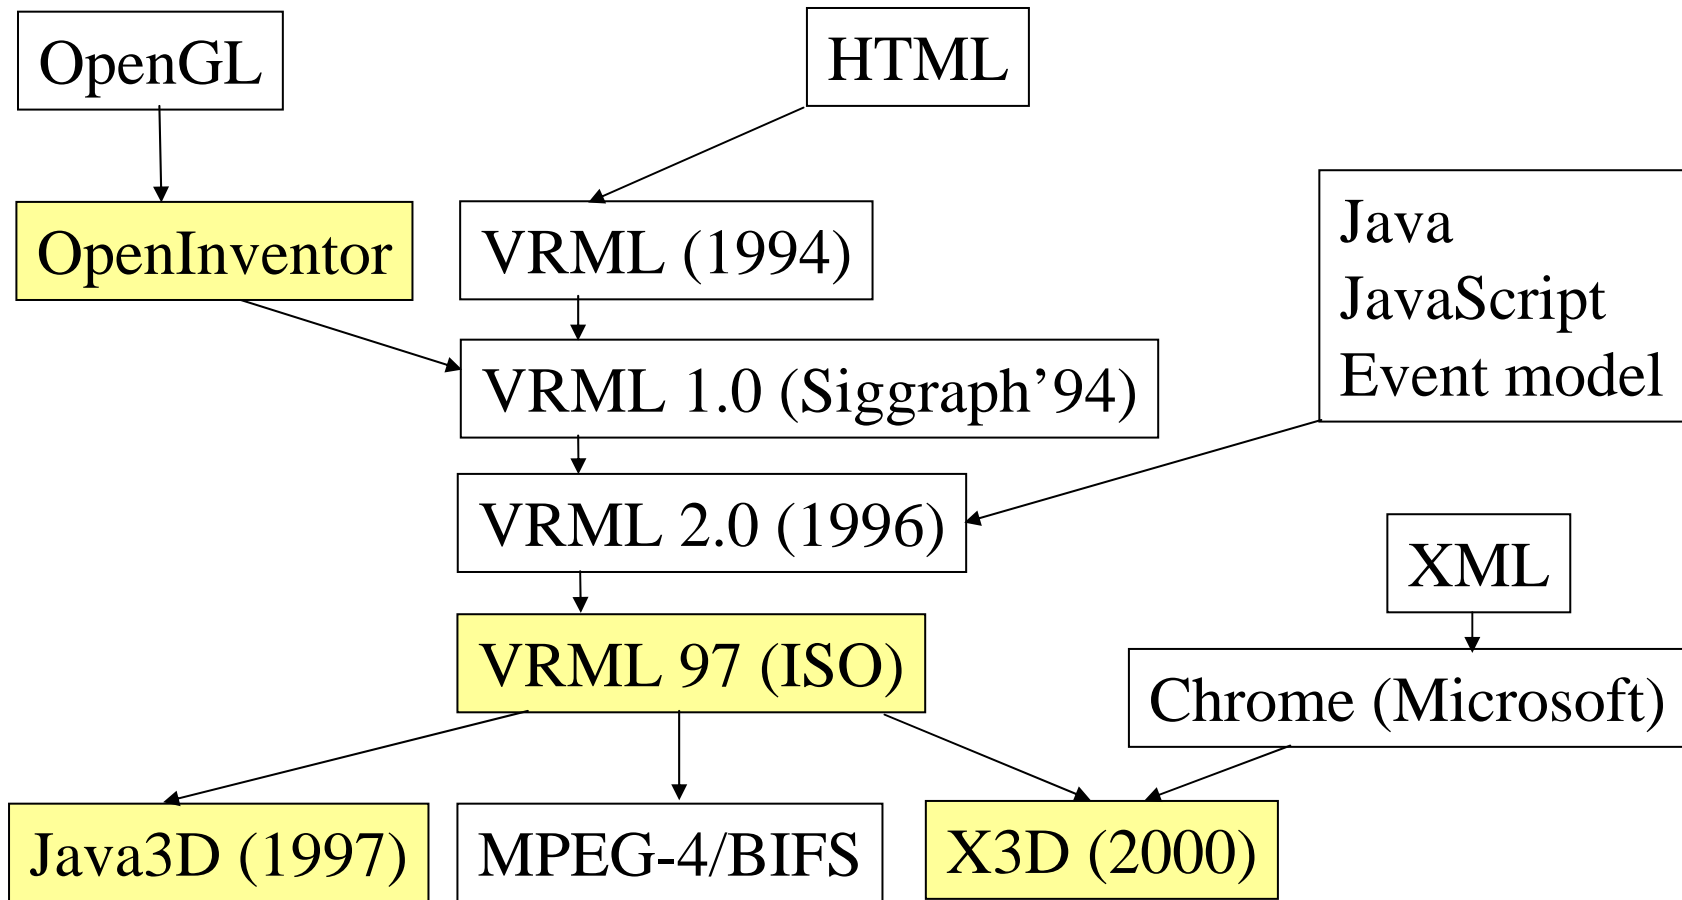 OpenGL
HTML
OpenInventor
VRML (1994)
Java
JavaScript
Event model
VRML 1.0 (Siggraph’94)
VRML 2.0 (1996)
XML
VRML 97 (ISO)
Chrome (Microsoft)
Java3D (1997)
MPEG-4/BIFS
X3D (2000)